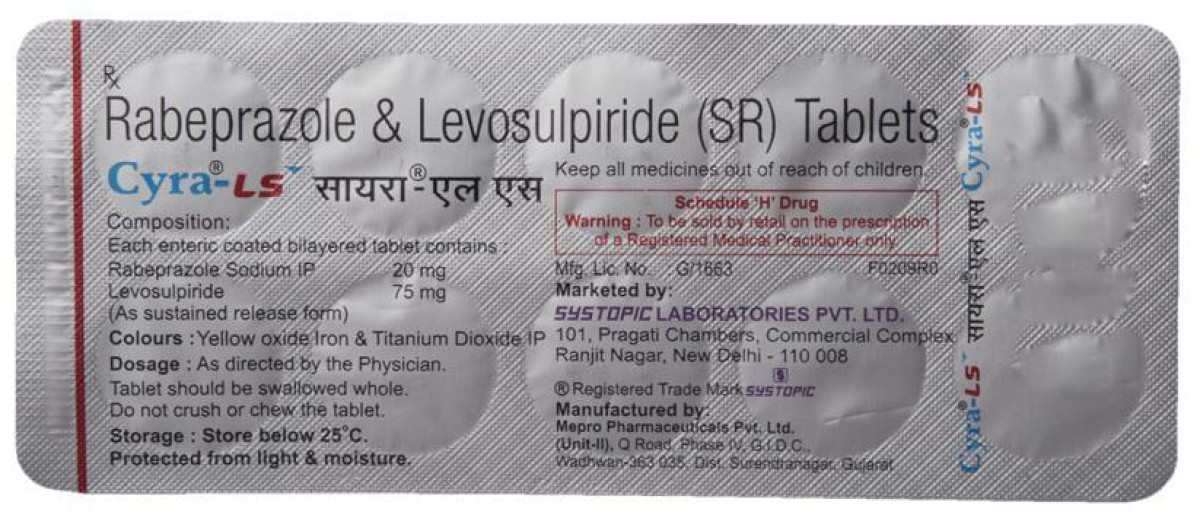 Rx
Rabeprazole & Levosulpiride (SR) Tablets
Cyra®-LS™ सायरा®-एल एस
Composition:
Each enteric coated bilayered tablet contains
Rabeprazole Sodium IP 20 mg
Levosulpiride 75 mg
(As sustained release form)
Colours : Yellow oxide Iron & Titanium Dioxide IP
Dosage : As directed by the Physician.
Tablet should be swallowed whole.
Do not crush or chew the tablet.
Storage : Store below 25°C.
Protected from light & moisture.
Keep all medicines out of reach of children.
Schedule 'H' Drug
Warning : To be sold by retail on the prescription
of a Registered Medical Practitioner only.
Mfg. Lic. No. : G/1663 F0209R0
Marketed by:
SYSTOPIC LABORATORIES PVT. LTD.
101, Pragati Chambers, Commercial Complex
Ranjit Nagar, New Delhi - 110 008
® Registered Trade Mark SYSTOPIC
Manufactured by:
Mepro Pharmaceuticals Pvt. Ltd.
(Unit-II), Q Road, Phase IV, G.I.D.C.,
Wadhwan-363 035, Dist. Surendranagar, Gujarat
Cyra®-LS™ सायरा®-एल एस Cyra®-LS™